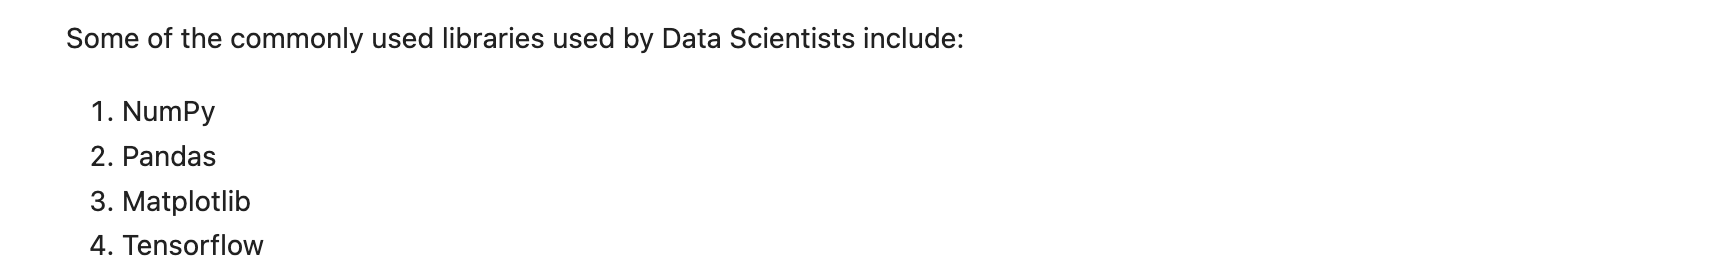 Some of the commonly used libraries used by Data Scientists include:
1. NumPy
2. Pandas
3. Matplotlib
4. Tensorflow